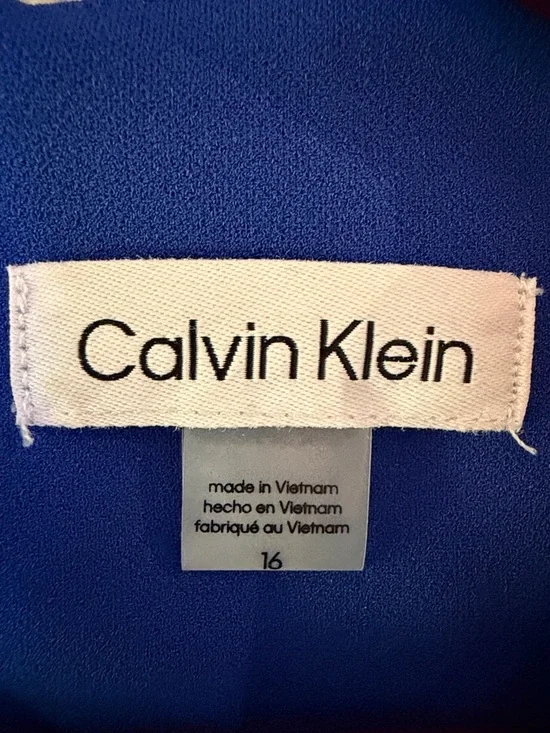 Calvin Klein
made in Vietnam
hecho en Vietnam
fabriqué au Vietnam
16